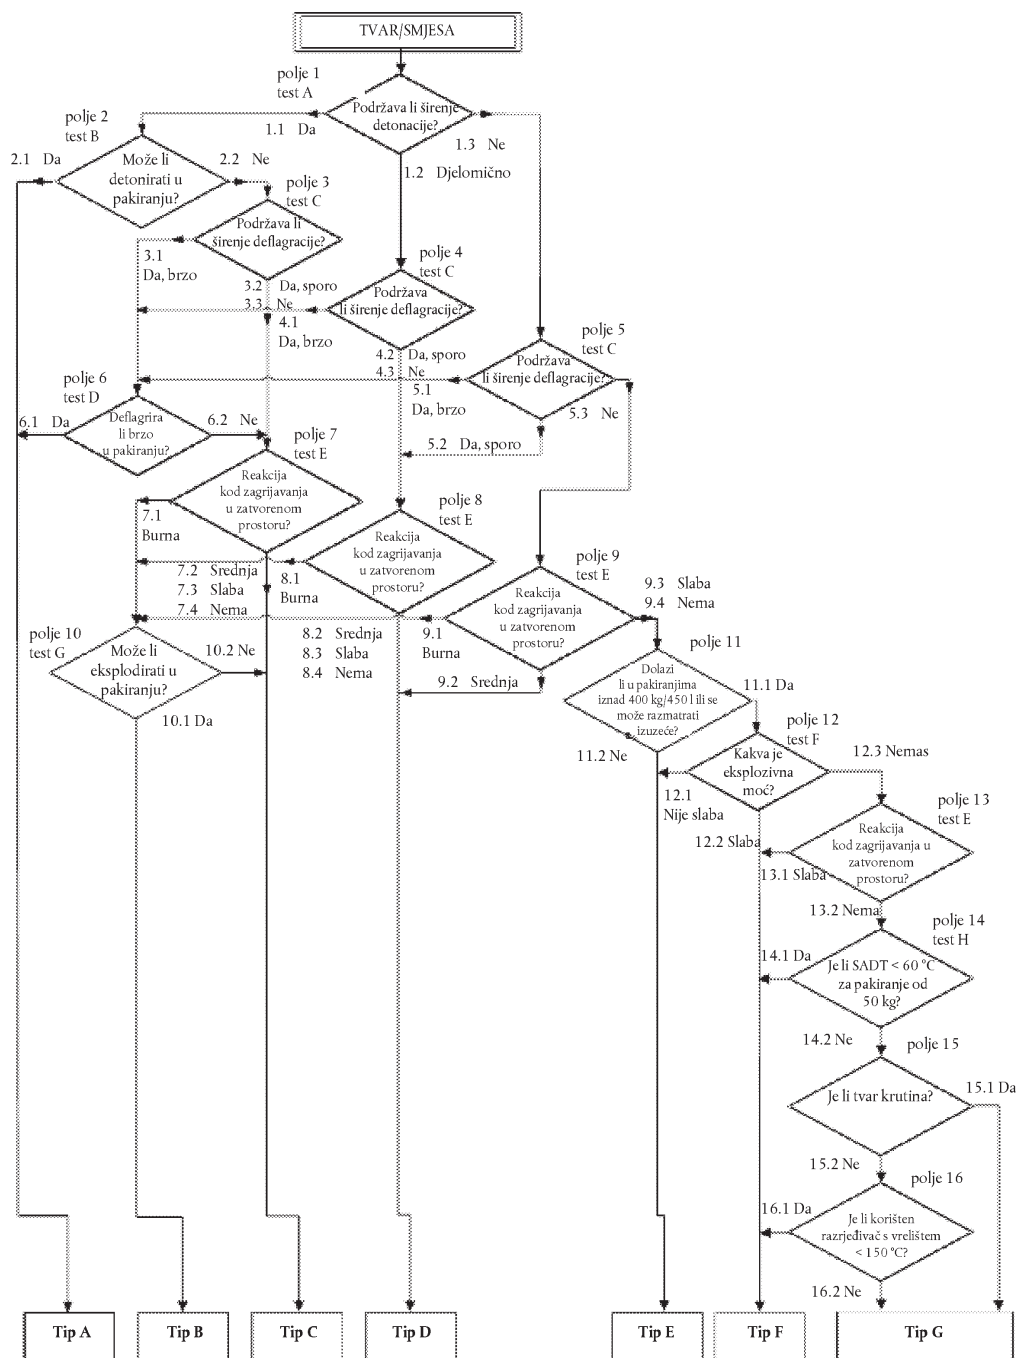 TVAR/SMJESA
polje 1
test A
Podržava li širenje
detonacije?
1.1 Da
1.2 Djelomično
1.3 Ne
polje 2
test B
Može li
detonirati u
pakiranju?
2.1 Da
2.2 Ne
polje 3
test C
Podržava li
širenje deflagracije?
3.1
Da, brzo
3.2 Da, sporo
3.3 Ne
polje 4
test C
Podržava
li širenje deflagracije?
4.1
Da, brzo
4.2 Da, sporo
4.3 Ne
polje 5
test C
Podržava
li širenje deflagracije?
5.1
Da, brzo
5.2 Da, sporo
5.3 Ne
polje 6
test D
Deflagrira
li brzo
u pakiranju?
6.1 Da
6.2 Ne
polje 7
test E
Reakcija
kod zagrijavanja
u zatvorenom
prostoru?
7.1
Burna
7.2 Srednja
7.3 Slaba
7.4 Nema
polje 8
test E
Reakcija
kod zagrijavanja
u zatvorenom
prostoru?
8.1
Burna
8.2 Srednja
8.3 Slaba
8.4 Nema
polje 9
test E
Reakcija
kod zagrijavanja
u zatvorenom
prostoru?
9.1
Burna
9.2 Srednja
9.3 Slaba
9.4 Nema
polje 10
test G
Može li
eksplodirati u
pakiranju?
10.1 Da
10.2 Ne
polje 11
Dolazi
li u pakiranjima
iznad 400 kg/450 l ili se
može razmatrati
izuzeće?
11.1 Da
11.2 Ne
polje 12
test F
Kakva je
eksplozivna
moć?
12.1
Nije slaba
12.2 Slaba
12.3 Nemas
polje 13
test E
Reakcija
kod zagrijavanja u
zatvorenom
prostoru?
13.1 Slaba
13.2 Nema
polje 14
test H
Je li SADT < 60 °C
za pakiranje od
50 kg?
14.1 Da
14.2 Ne
polje 15
Je li tvar krutina?
15.1 Da
15.2 Ne
polje 16
Je li korišten
razrjeđivač s vrelištem
< 150 °C?
16.1 Da
16.2 Ne
Tip A
Tip B
Tip C
Tip D
Tip E
Tip F
Tip G